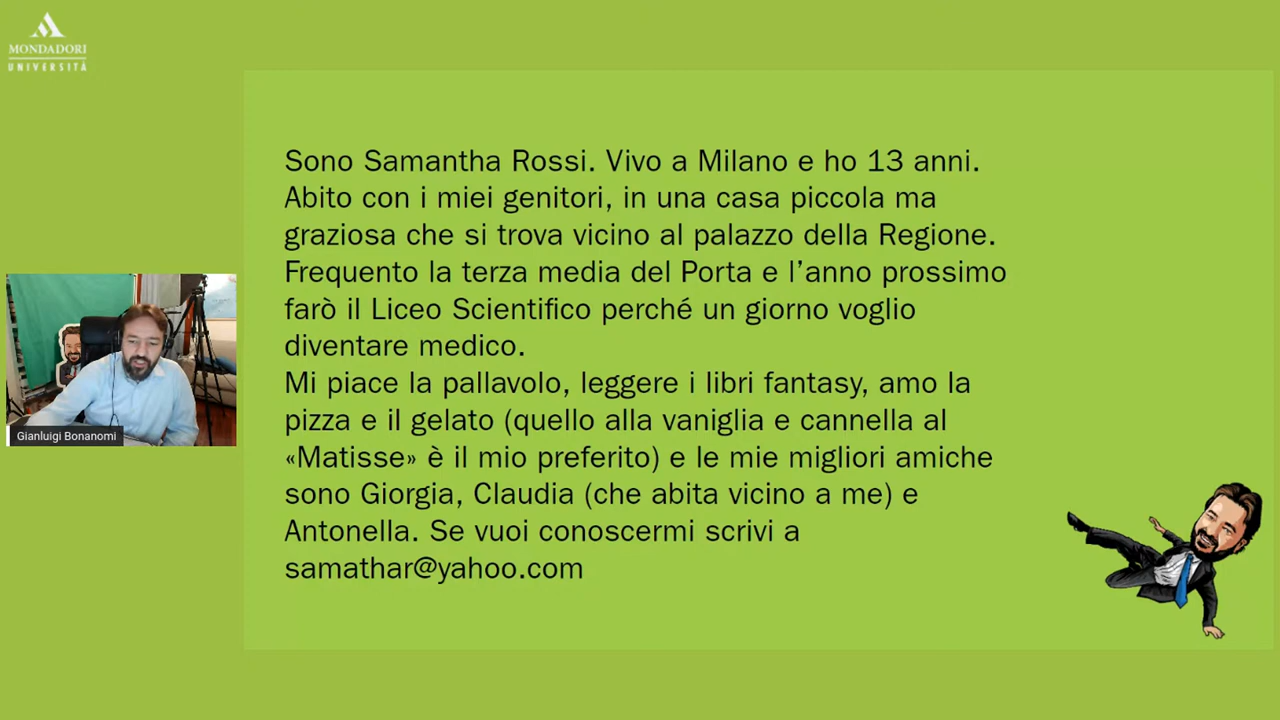 MONDADORI
UNIVERSITÀ
Sono Samantha Rossi. Vivo a Milano e ho 13 anni.
Abito con i miei genitori, in una casa piccola ma
graziosa che si trova vicino al palazzo della Regione.
Frequento la terza media del Porta e l’anno prossimo
farò il Liceo Scientifico perché un giorno voglio
diventare medico.
Mi piace la pallavolo, leggere i libri fantasy, amo la
pizza e il gelato (quello alla vaniglia e cannella al
«Matisse» è il mio preferito) e le mie migliori amiche
sono Giorgia, Claudia (che abita vicino a me) e
Antonella. Se vuoi conoscermi scrivi a
samathar@yahoo.com
Gianluigi Bonanomi